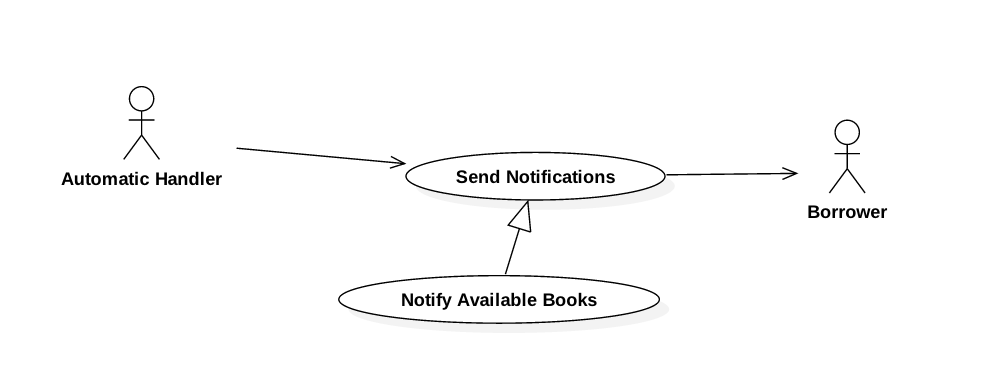 Automatic Handler
Send Notifications
Borrower
Notify Available Books